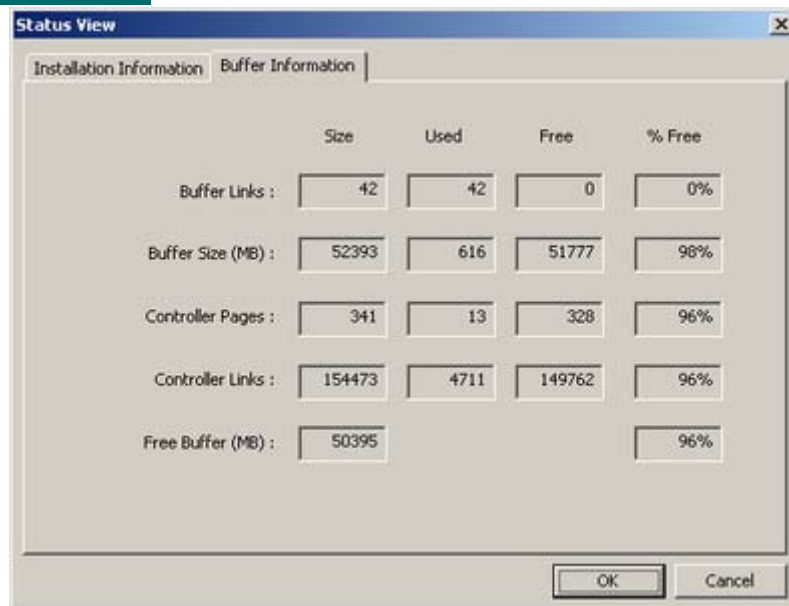 Status View
Installation Information Buffer Information
Size Used Free % Free
Buffer Links : 42 42 0 0%
Buffer Size (MB) : 52393 616 51777 98%
Controller Pages : 341 13 328 96%
Controller Links : 154473 4711 149762 96%
Free Buffer (MB) : 50395 96%
OK Cancel